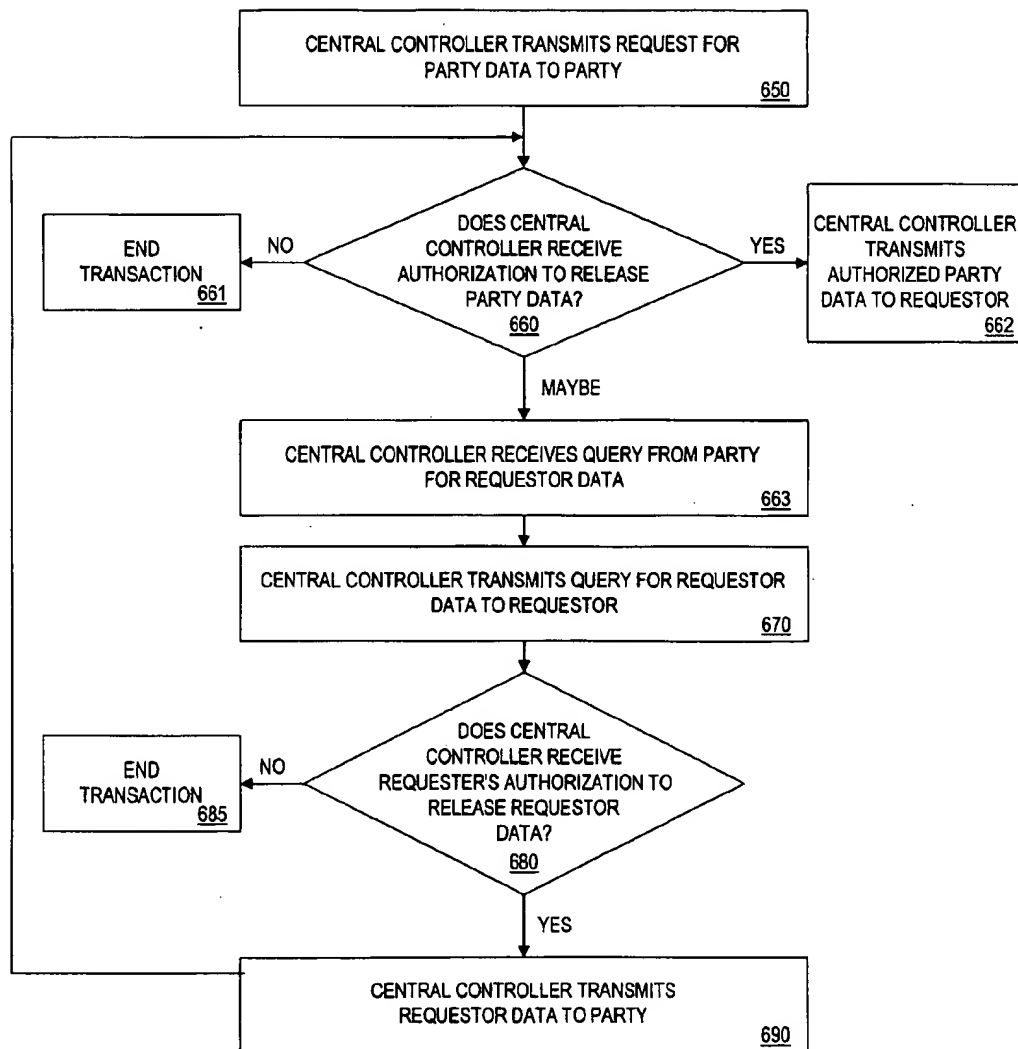 CENTRAL CONTROLLER TRANSMITS REQUEST FOR
PARTY DATA TO PARTY
650
DOES CENTRAL
CONTROLLER RECEIVE
AUTHORIZATION TO RELEASE
PARTY DATA?
660
NO
END
TRANSACTION
661
YES
CENTRAL CONTROLLER
TRANSMITS
AUTHORIZED PARTY
DATA TO REQUESTOR
662
MAYBE
CENTRAL CONTROLLER RECEIVES QUERY FROM PARTY
FOR REQUESTOR DATA
663
CENTRAL CONTROLLER TRANSMITS QUERY FOR REQUESTOR
DATA TO REQUESTOR
670
DOES CENTRAL
CONTROLLER RECEIVE
REQUESTER'S AUTHORIZATION TO
RELEASE REQUESTOR
DATA?
680
NO
END
TRANSACTION
685
YES
CENTRAL CONTROLLER TRANSMITS
REQUESTOR DATA TO PARTY
690